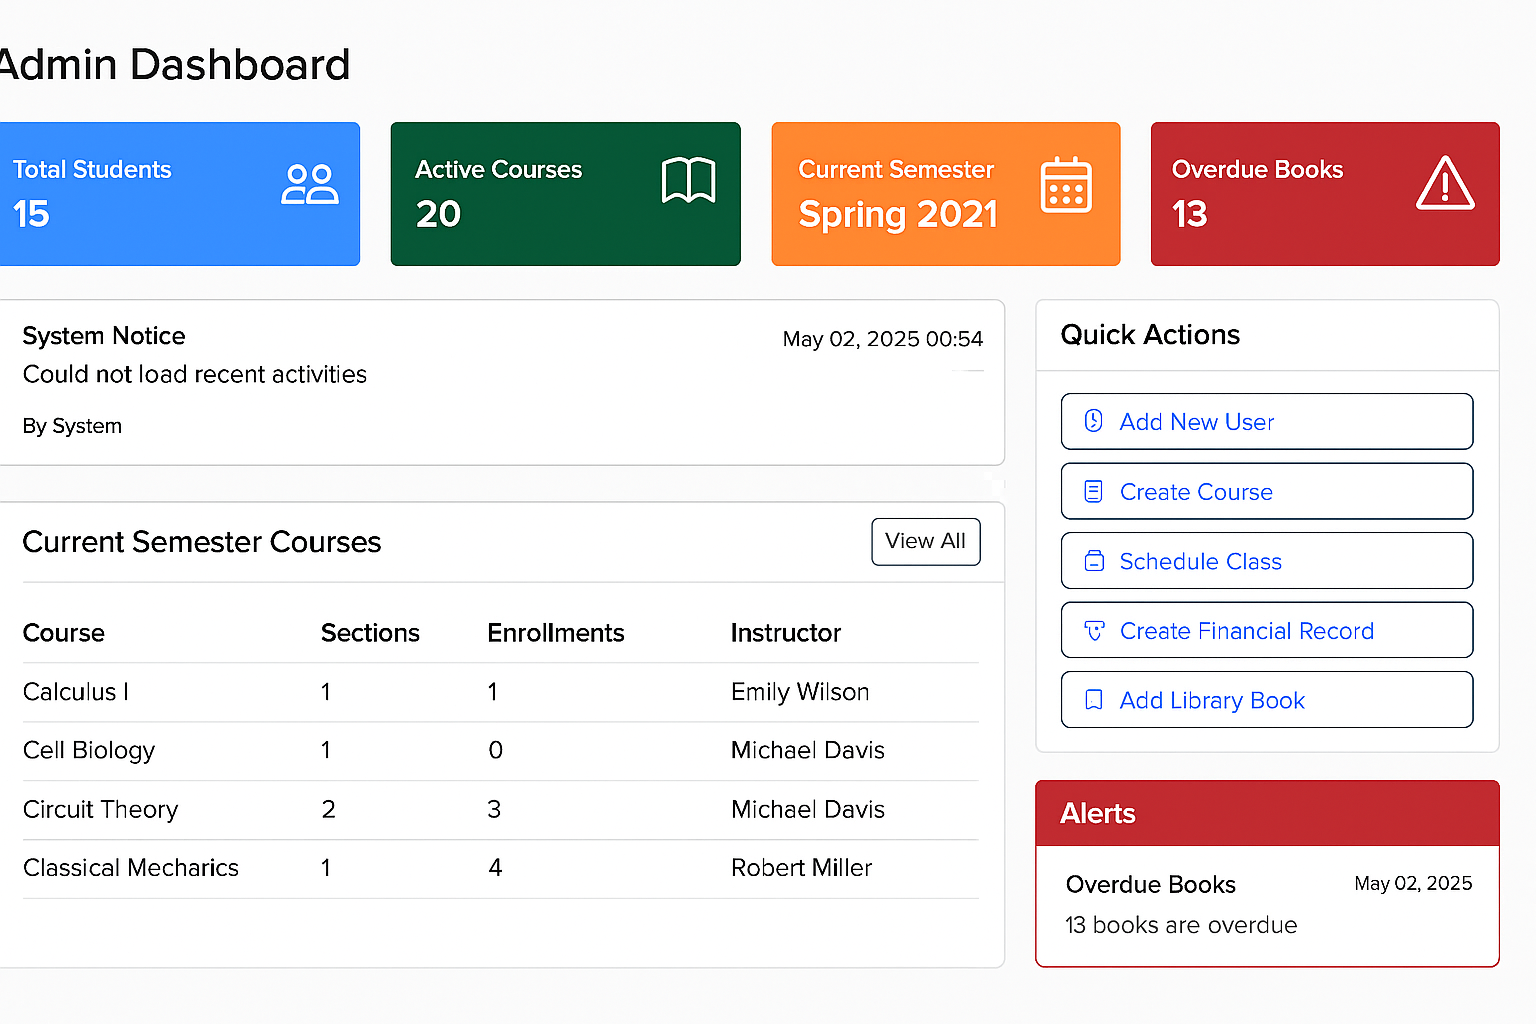 Admin Dashboard
Total Students
15
Active Courses
20
Current Semester
Spring 2021
Overdue Books
13
System Notice
May 02, 2025 00:54
Could not load recent activities
By System
Current Semester Courses
View All
Course Sections Enrollments Instructor
Calculus I 1 1 Emily Wilson
Cell Biology 1 0 Michael Davis
Circuit Theory 2 3 Michael Davis
Classical Mecharics 1 4 Robert Miller
Quick Actions
Add New User
Create Course
Schedule Class
Create Financial Record
Add Library Book
Alerts
Overdue Books May 02, 2025
13 books are overdue